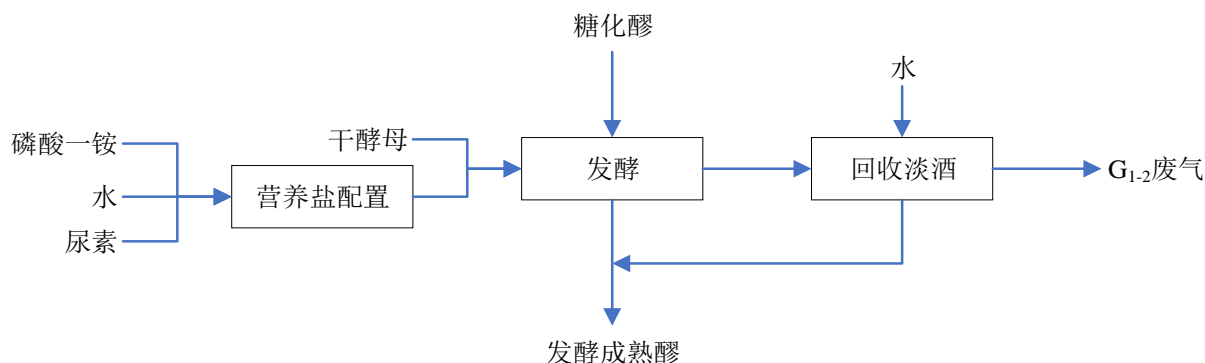 糖化醪
水
磷酸一铵
干酵母
发酵
回收淡酒
G1-2废气
营养盐配置
水
尿素
发酵成熟醪